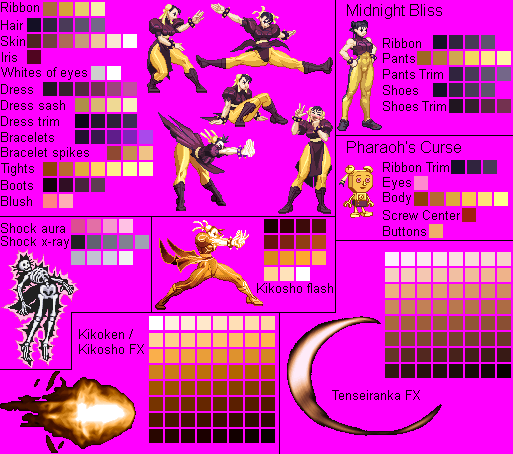 Ribbon
Hair
Skin
Iris
Whites of eyes
Dress
Dress sash
Dress trim
Bracelets
Bracelet spikes
Tights
Boots
Blush
Midnight Bliss
Ribbon
Pants
Pants Trim
Shoes
Shoes Trim
Pharaoh's Curse
Ribbon Trim
Eyes
Body
Screw Center
Buttons
Shock aura
Shock x-ray
Kikosho flash
Kikoken /
Kikosho FX
Tenseiranka FX